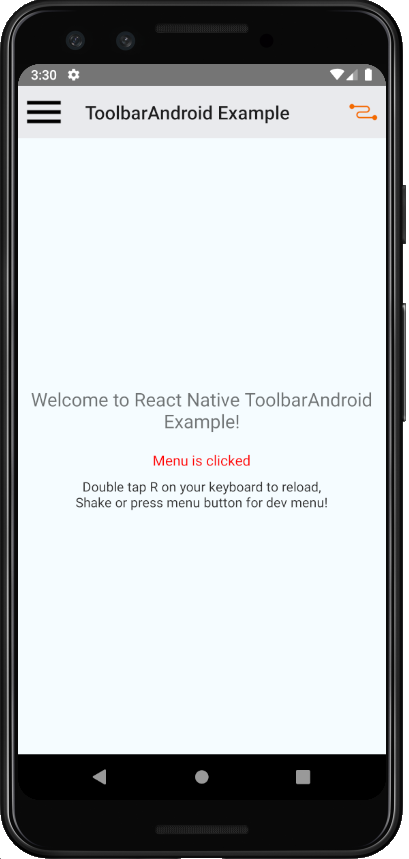 3:30
ToolbarAndroid Example
Welcome to React Native ToolbarAndroid
Example!
Menu is clicked
Double tap R on your keyboard to reload,
Shake or press menu button for dev menu!